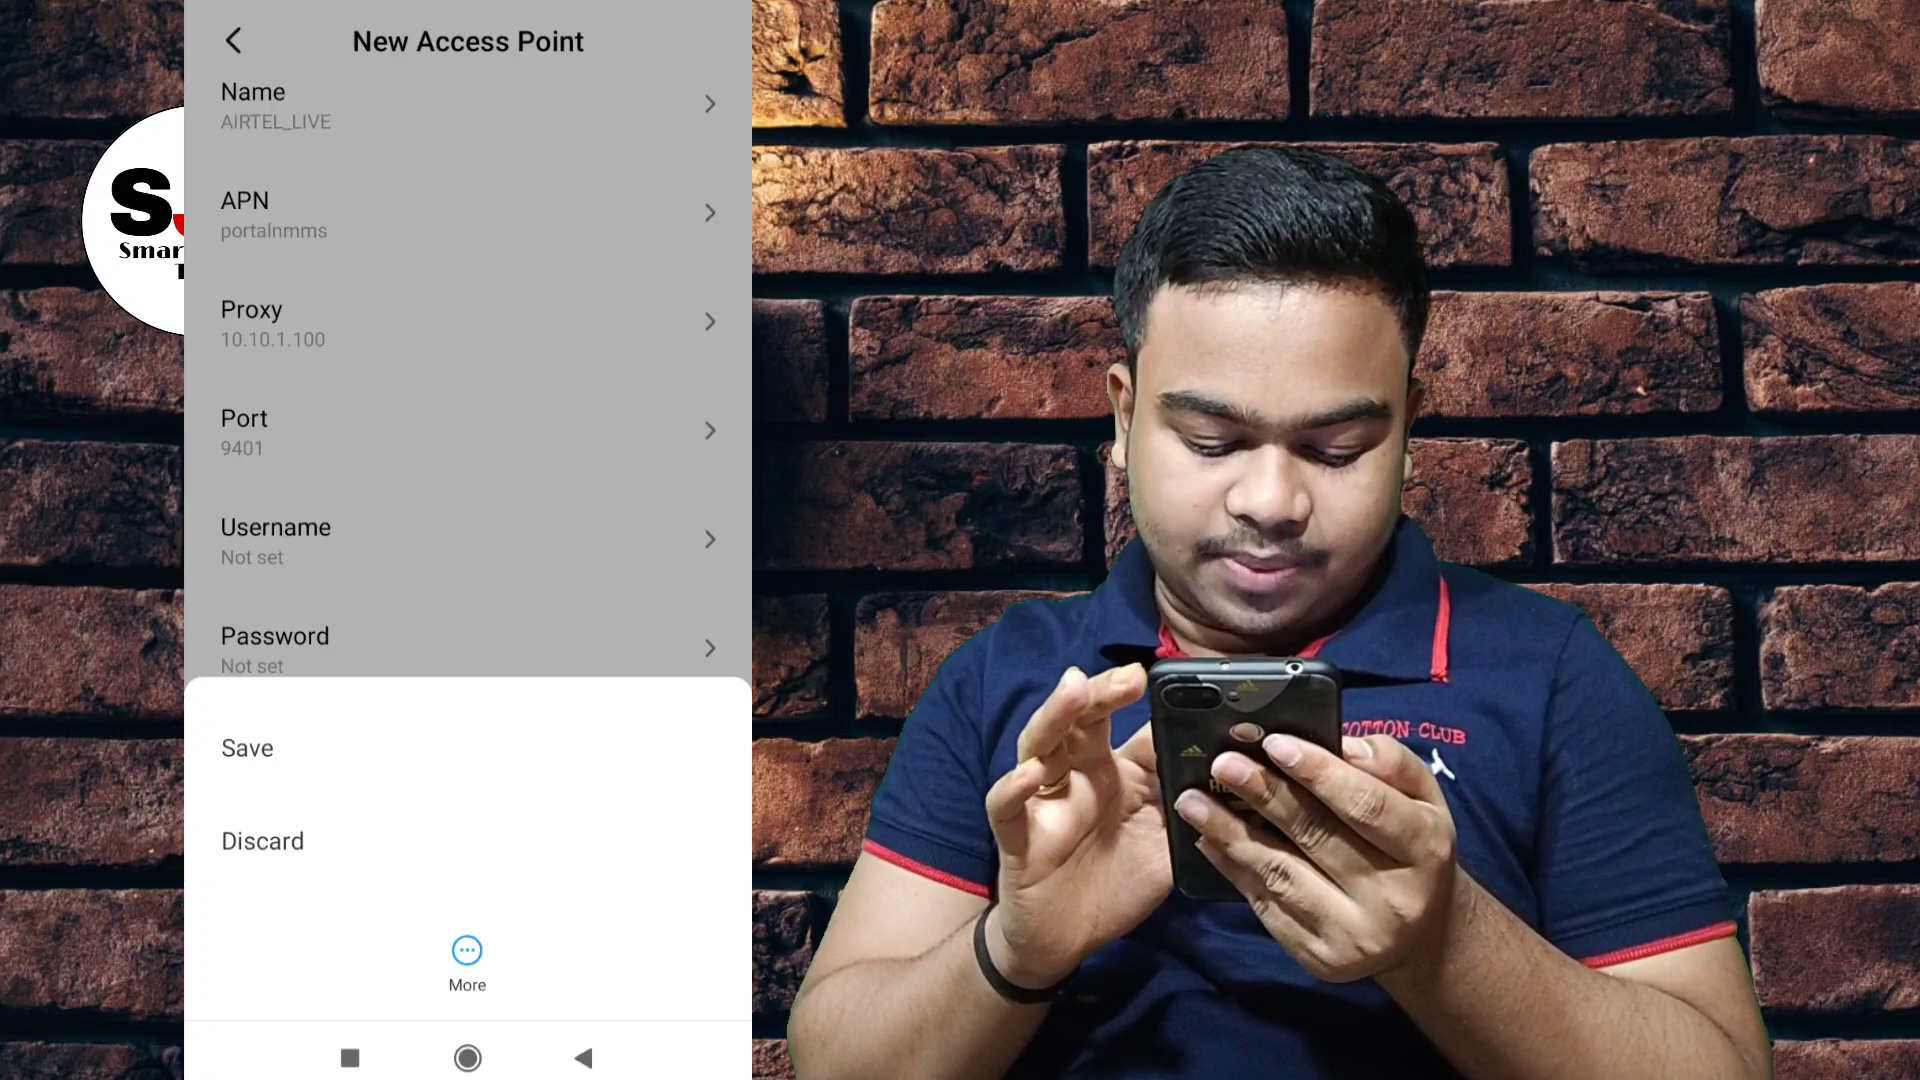 New Access Point
Name
AIRTEL_LIVE
APN
portalnmms
Proxy
10.10.1.100
Port
9401
Username
Not set
Password
Not set
Save
Discard
More
S
Smar
T
COTTON CLUB